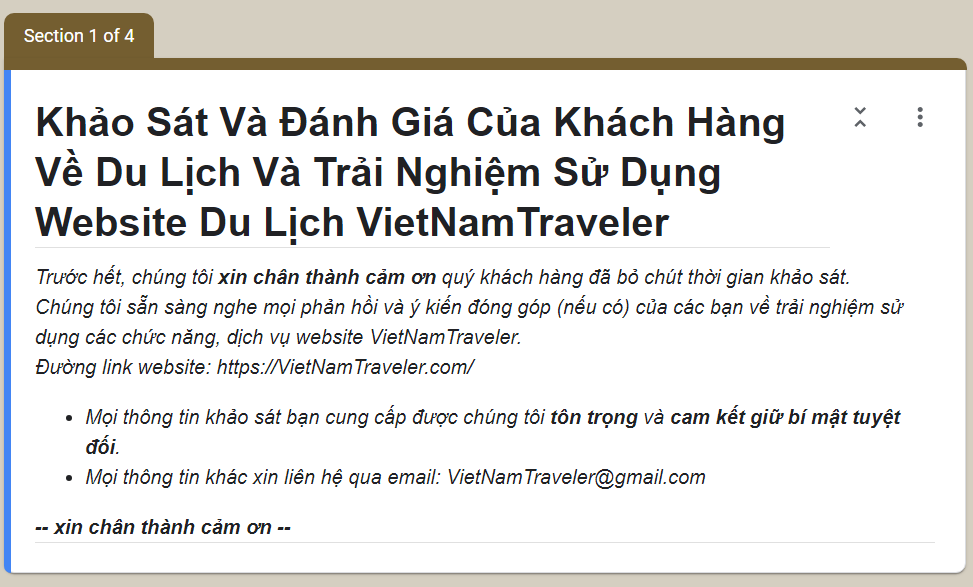 Section 1 of 4
Khảo Sát Và Đánh Giá Của Khách Hàng
Về Du Lịch Và Trải Nghiệm Sử Dụng
Website Du Lịch VietNamTraveler
Trước hết, chúng tôi xin chân thành cảm ơn quý khách hàng đã bỏ chút thời gian khảo sát.
Chúng tôi sẵn sàng nghe mọi phản hồi và ý kiến đóng góp (nếu có) của các bạn về trải nghiệm sử
dụng các chức năng, dịch vụ website VietNamTraveler.
Đường link website: https://VietNamTraveler.com/
• Mọi thông tin khảo sát bạn cung cấp được chúng tôi tôn trọng và cam kết giữ bí mật tuyệt
đối.
• Mọi thông tin khác xin liên hệ qua email: VietNamTraveler@gmail.com
-- xin chân thành cảm ơn --